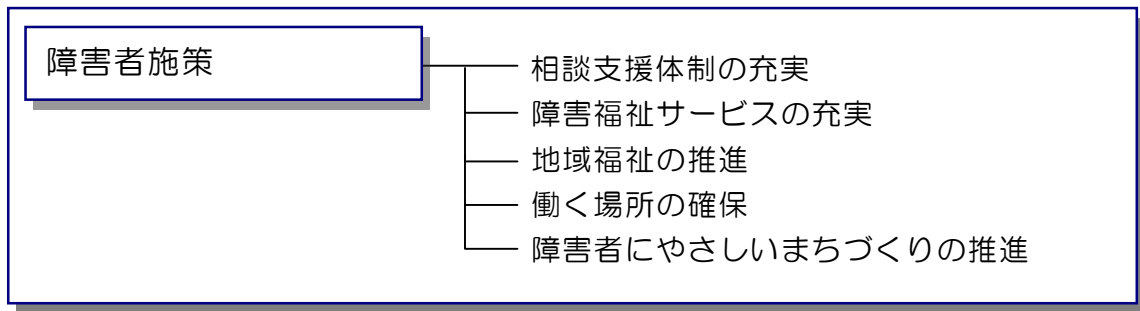 障害者施策
相談支援体制の充実
障害福祉サービスの充実
地域福祉の推進
働く場所の確保
障害者にやさしいまちづくりの推進